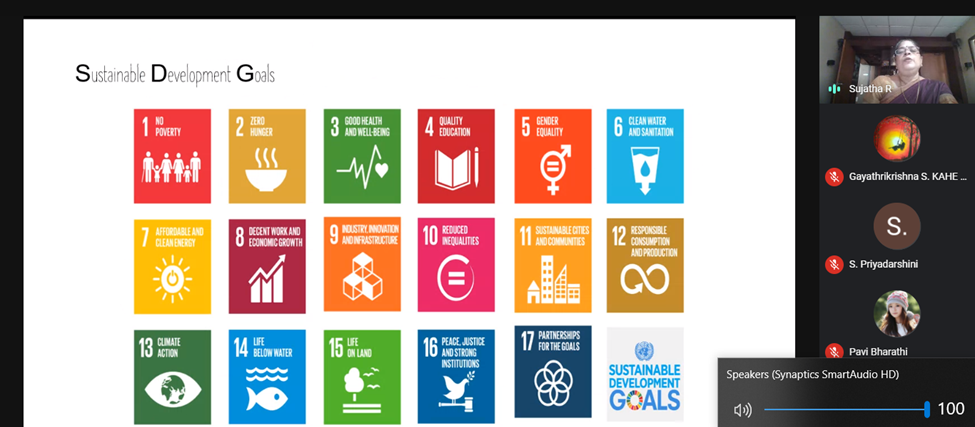 Sustainable Development Goals
1 NO
POVERTY
2 ZERO
HUNGER
3 GOOD HEALTH
AND WELL-BEING
4 QUALITY
EDUCATION
5 GENDER
EQUALITY
6 CLEAN WATER
AND SANITATION
7 AFFORDABLE AND
CLEAN ENERGY
8 DECENT WORK AND
ECONOMIC GROWTH
9 INDUSTRY, INNOVATION
AND INFRASTRUCTURE
10 REDUCED
INEQUALITIES
11 SUSTAINABLE CITIES
AND COMMUNITIES
12 RESPONSIBLE
CONSUMPTION
AND PRODUCTION
13 CLIMATE
ACTION
14 LIFE
BELOW WATER
15 LIFE
ON LAND
16 PEACE, JUSTICE
AND STRONG
INSTITUTIONS
17 PARTNERSHIPS
FOR THE GOALS
SUSTAINABLE
DEVELOPMENT
GOALS
Sujatha R
Gayathrikrishna S. KAHE ...
S.
S. Priyadarshini
Pavi Bharathi
Speakers (Synaptics SmartAudio HD)
100